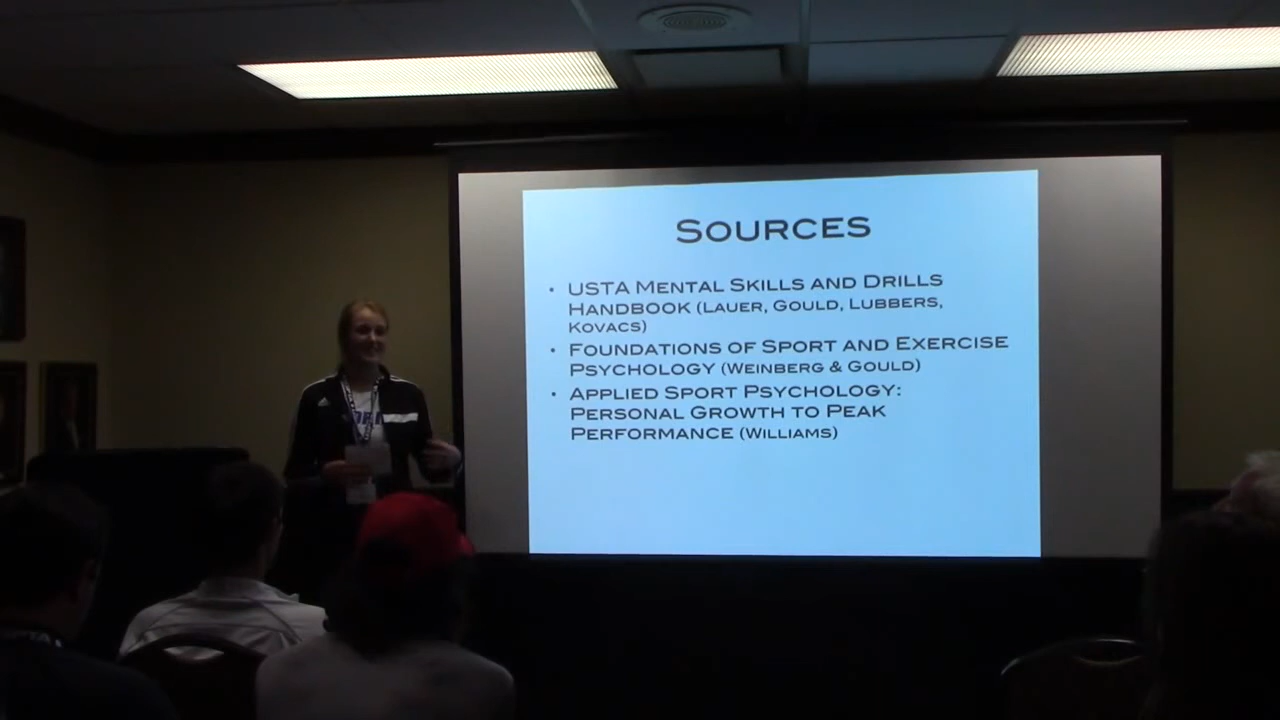 Sources
• USTA Mental Skills and Drills
Handbook (Lauer, Gould, Lubbers,
Kovacs)
• Foundations of Sport and Exercise
Psychology (Weinberg & Gould)
• Applied Sport Psychology:
Personal Growth to Peak
Performance (Williams)